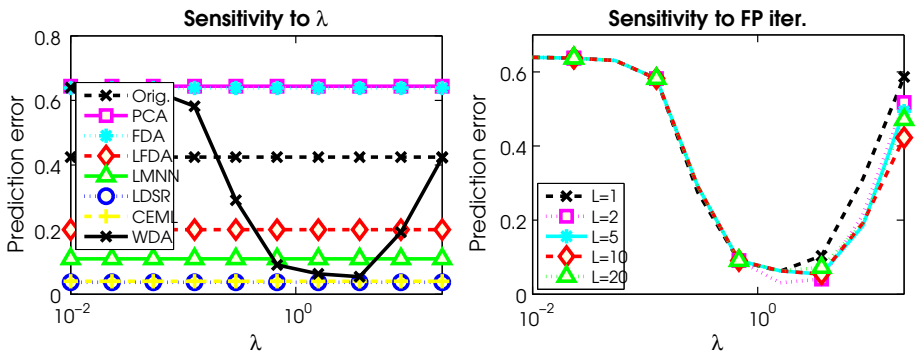 Sensitivity to λ
Prediction error
0.8
0.6
0.4
0.2
0
10^-2
10^0
λ
Orig.
PCA
FDA
LFDA
LMNN
LDSR
CEML
WDA
Sensitivity to FP iter.
Prediction error
0.6
0.4
0.2
0
10^-2
10^0
λ
L=1
L=2
L=5
L=10
L=20